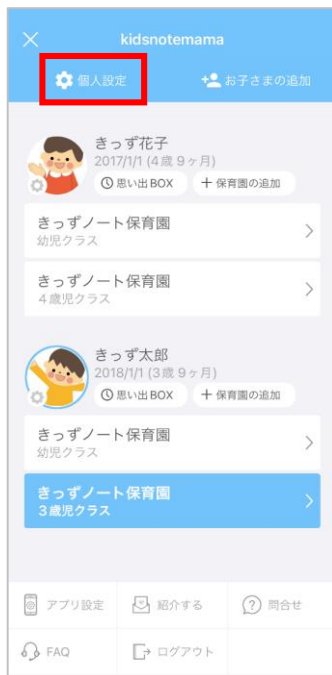 kidsnotemama
個人設定
お子さまの追加
きっず花子
2017/1/1 (4歳 9ヶ月)
思い出BOX
保育園の追加
きっずノート保育園
幼児クラス
きっずノート保育園
4歳児クラス
きっず太郎
2018/1/1 (3歳 9ヶ月)
思い出BOX
保育園の追加
きっずノート保育園
幼児クラス
きっずノート保育園
3歳児クラス
アプリ設定
紹介する
問合せ
FAQ
ログアウト